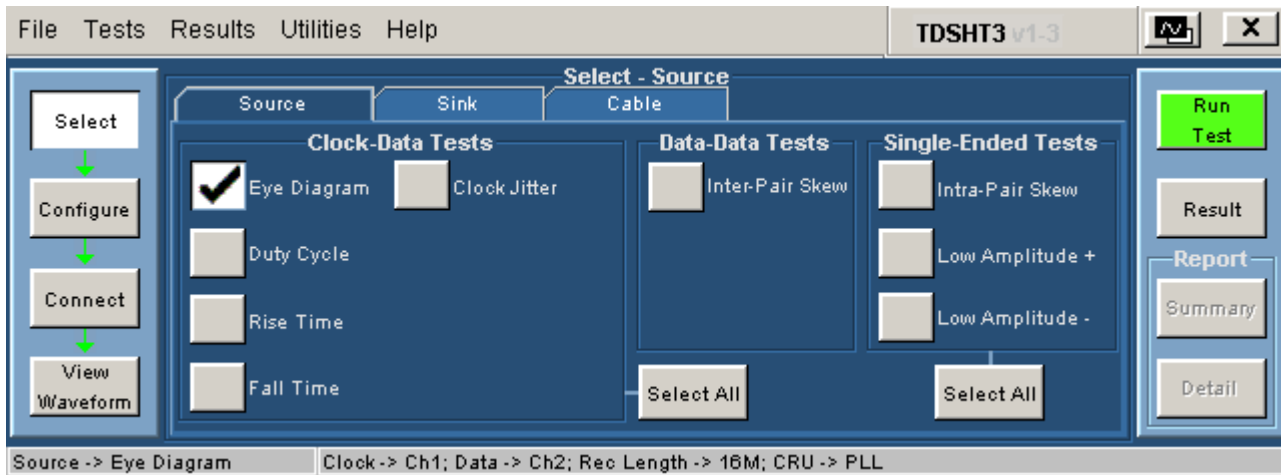 File Tests Results Utilities Help TDSHT3 v1-3
Select - Source
Source Sink Cable
Select
Configure
Connect
View
Waveform
Clock-Data Tests
Eye Diagram Clock Jitter
Duty Cycle
Rise Time
Fall Time
Data-Data Tests
Inter-Pair Skew
Select All
Single-Ended Tests
Intra-Pair Skew
Low Amplitude +
Low Amplitude -
Select All
Run
Test
Result
Report
Summary
Detail
Source -> Eye Diagram Clock -> Ch1; Data -> Ch2; Rec Length -> 16M; CRU -> PLL